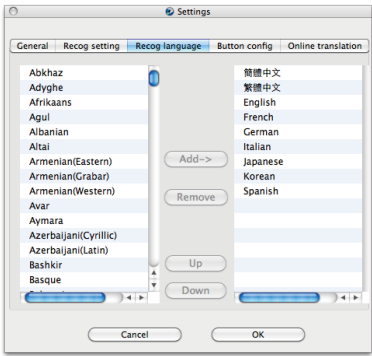 Settings
General Recog setting Recog language Button config Online translation
Abkhaz
Adyghe
Afrikaans
Agul
Albanian
Altai
Armenian(Eastern)
Armenian(Grabar)
Armenian(Western)
Avar
Aymara
Azerbaijani(Cyrillic)
Azerbaijani(Latin)
Bashkir
Basque
Add->
Remove
Up
Down
簡體中文
繁體中文
English
French
German
Italian
Japanese
Korean
Spanish
Cancel OK